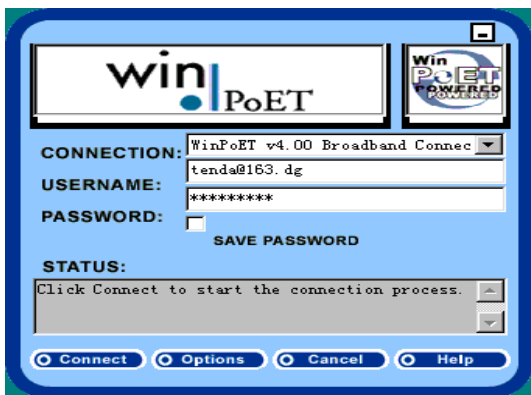 win
PoET
Win
PoET
POWERED
CONNECTION:
WinPoET v4.00 Broadband Connec
USERNAME:
tenda@163.dg
PASSWORD:
*********
SAVE PASSWORD
STATUS:
Click Connect to start the connection process.
Connect
Options
Cancel
Help